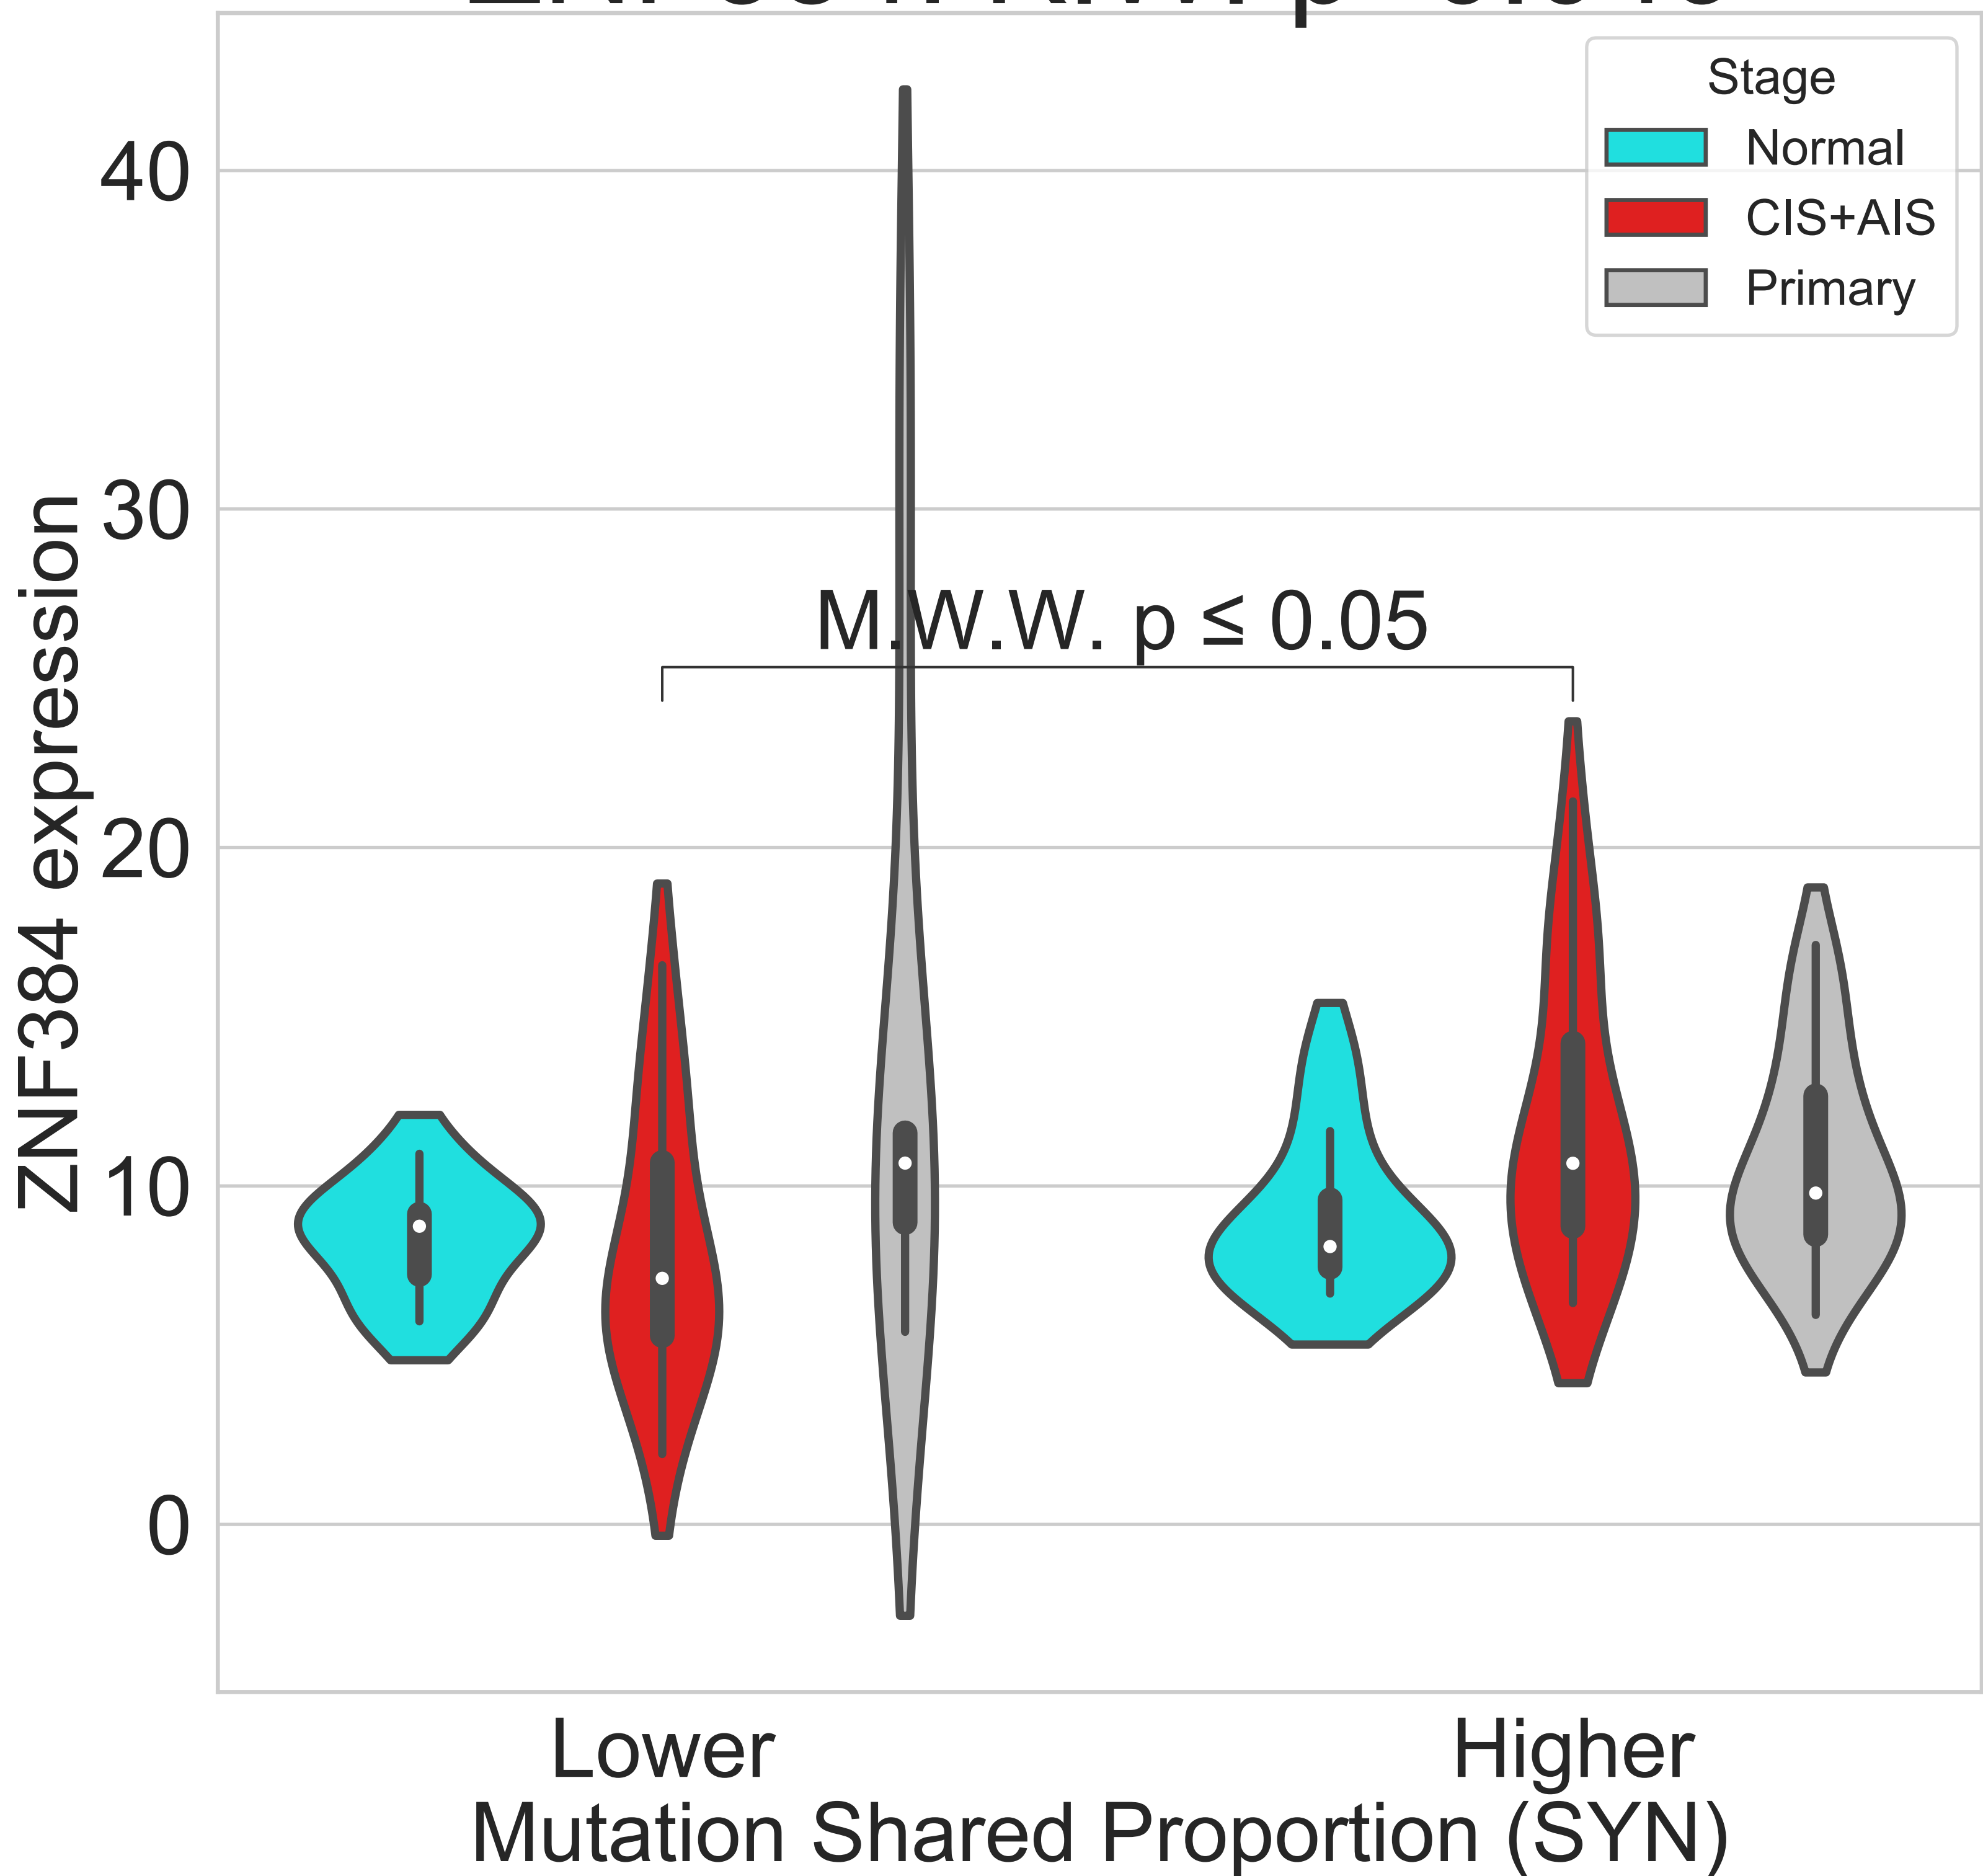 Stage
Normal
CIS+AIS
Primary
40
30
20
10
0
ZNF384 expression
M.W.W. p ≤ 0.05
Lower
Higher
Mutation Shared Proportion (SYN)